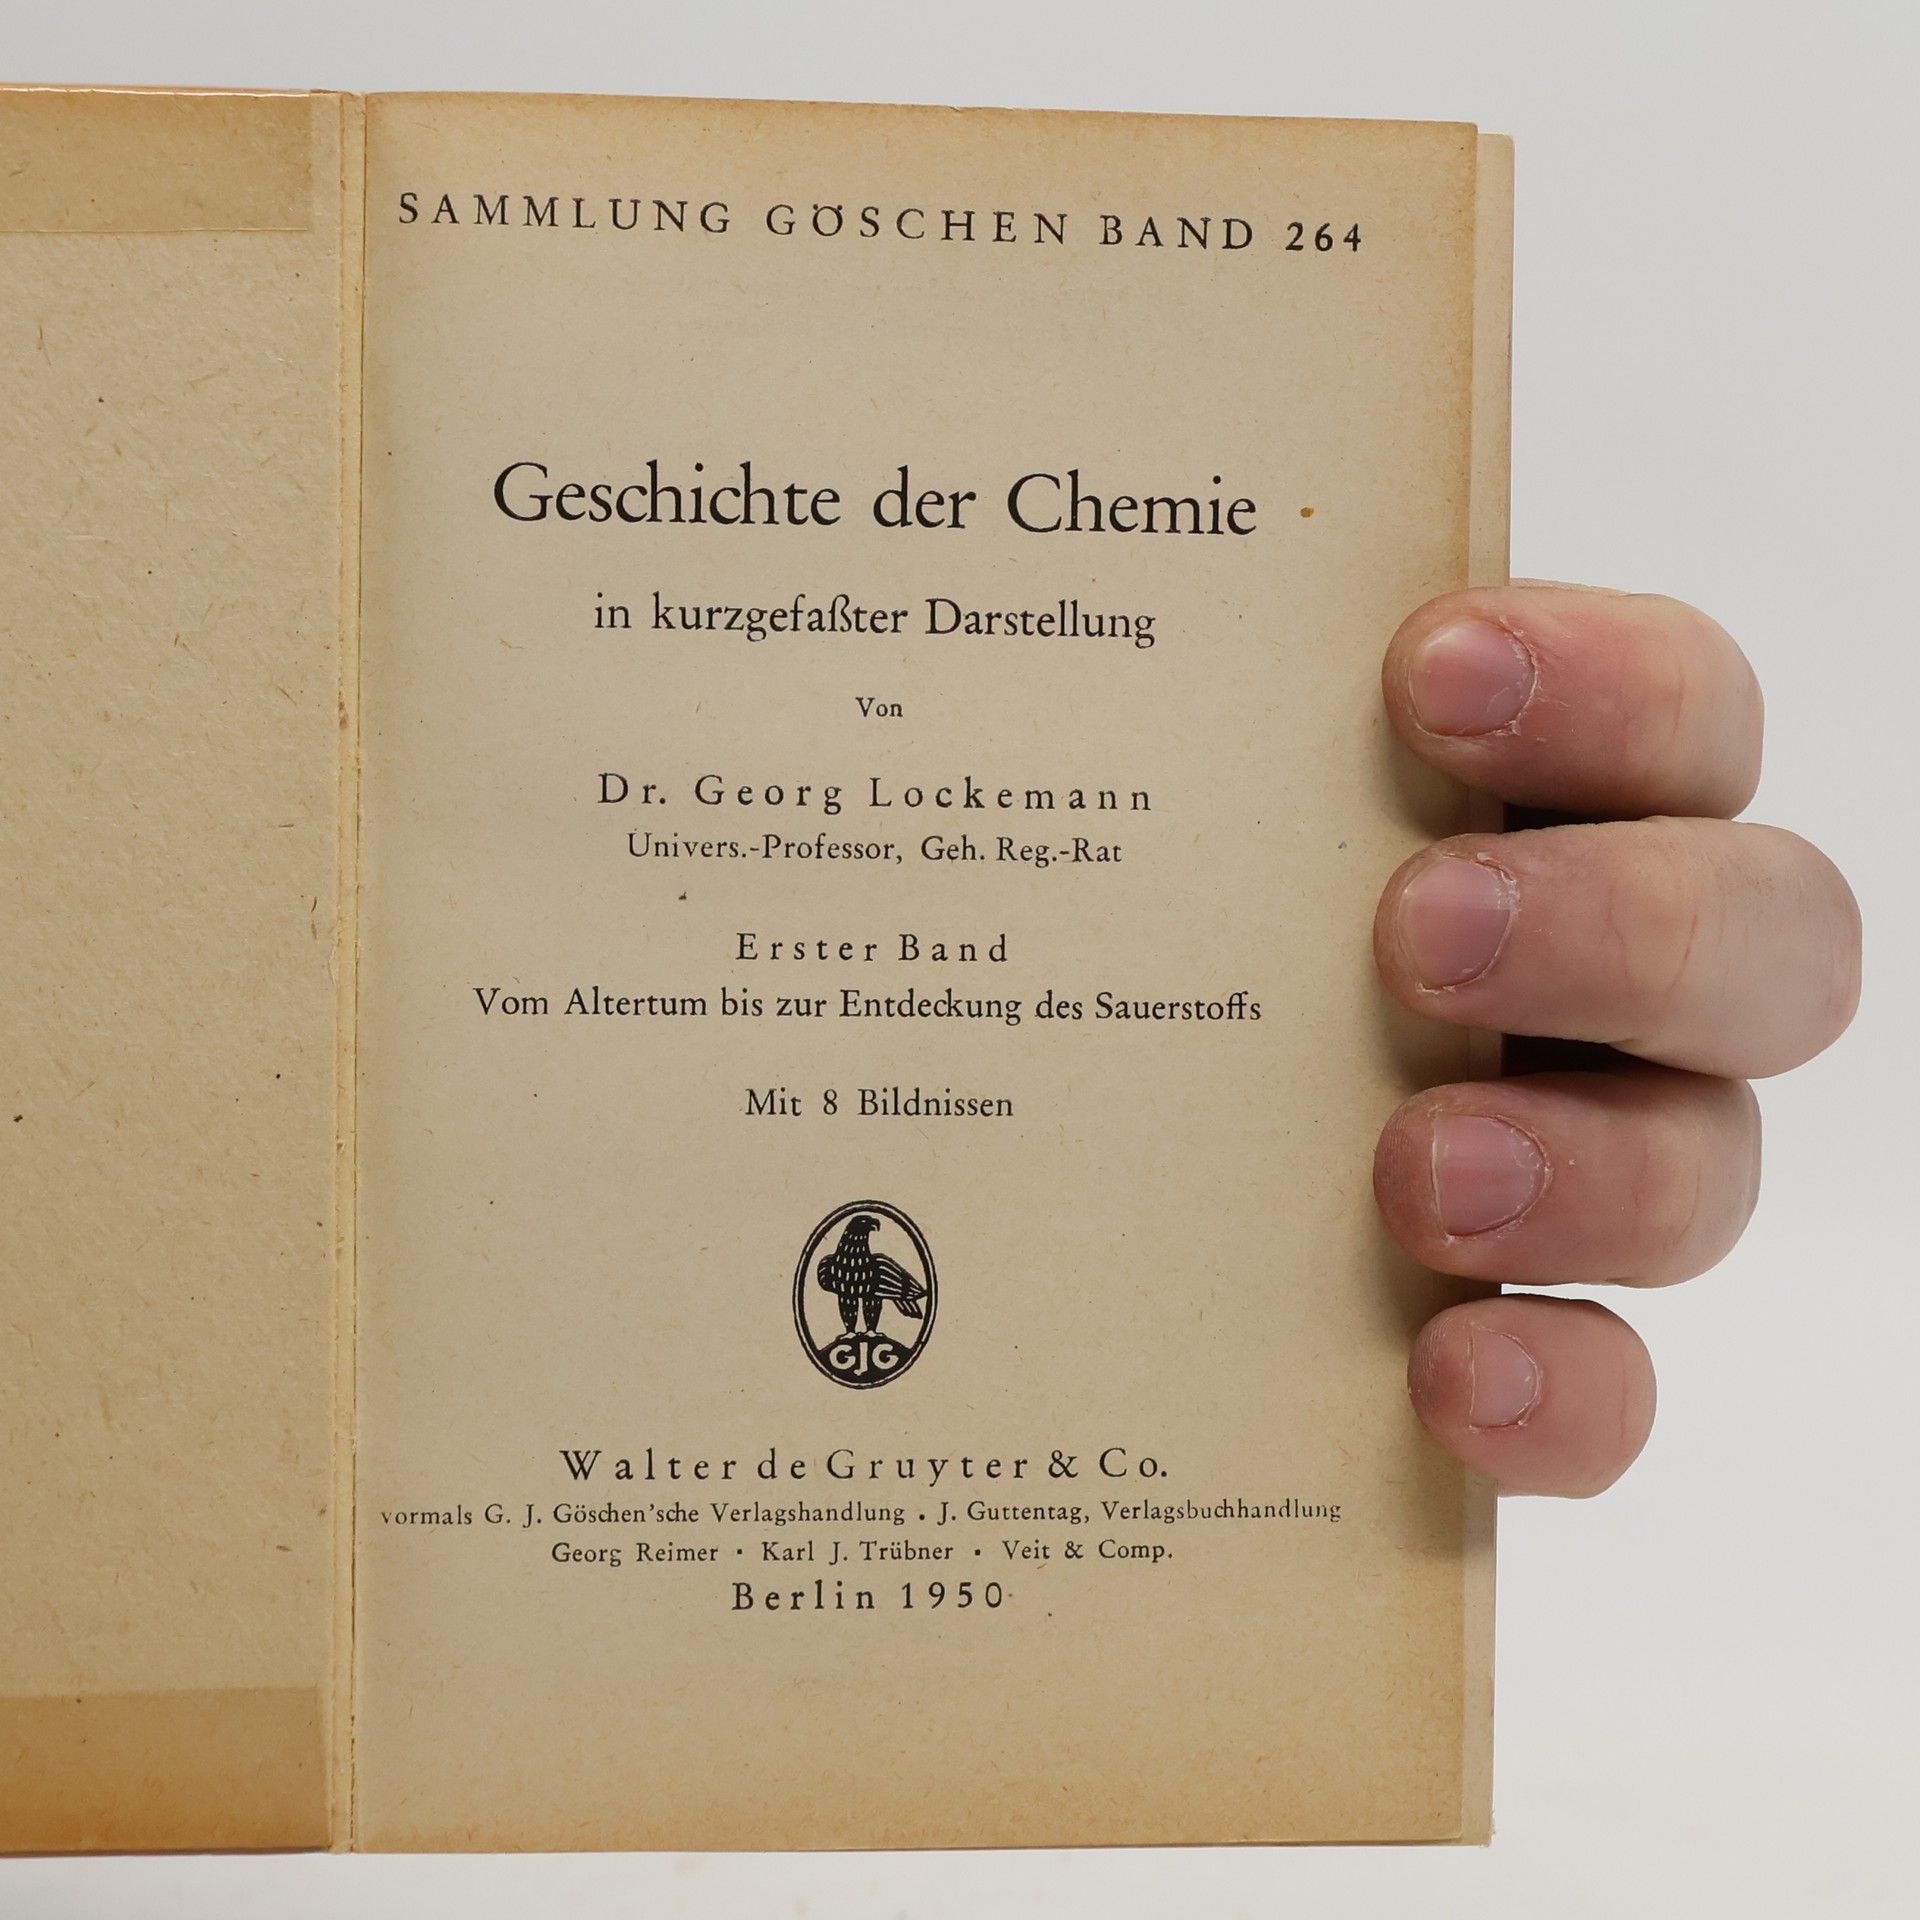 SAMMLUNG GÖSCHEN BAND 264
Geschichte der Chemie
in kurzgefaßter Darstellung
Von
Dr. Georg Lockemann
Univers.-Professor, Geh. Reg.-Rat
Erster Band
Vom Altertum bis zur Entdeckung des Sauerstoffs
Mit 8 Bildnissen
GJG
Walter de Gruyter & Co.
vormals G. J. Göschen'sche Verlagshandlung · J. Guttentag, Verlagsbuchhandlung
Georg Reimer · Karl J. Trübner · Veit & Comp.
Berlin 1950